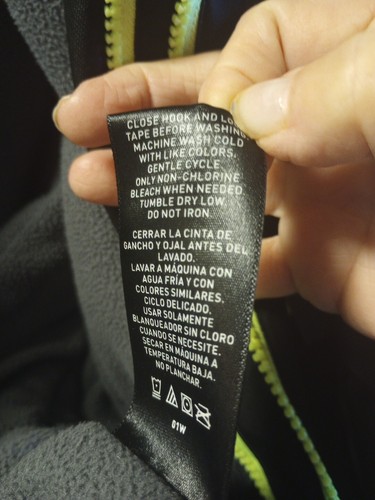 CLOSE HOOK AND LO
TAPE BEFORE WASHING
MACHINE WASH COLD
WITH LIKE COLORS.
GENTLE CYCLE.
ONLY NON-CHLORINE
BLEACH WHEN NEEDED.
TUMBLE DRY LOW.
DO NOT IRON.
CERRAR LA CINTA DE
GANCHO Y OJAL ANTES DEL
LAVADO.
LAVAR A MÁQUINA CON
AGUA FRÍA Y CON
COLORES SIMILARES.
CICLO DELICADO.
USAR SOLAMENTE
BLANQUEADOR SIN CLORO
CUANDO SE NECESITE.
SECAR EN MÁQUINA A
TEMPERATURA BAJA.
NO PLANCHAR.
01W